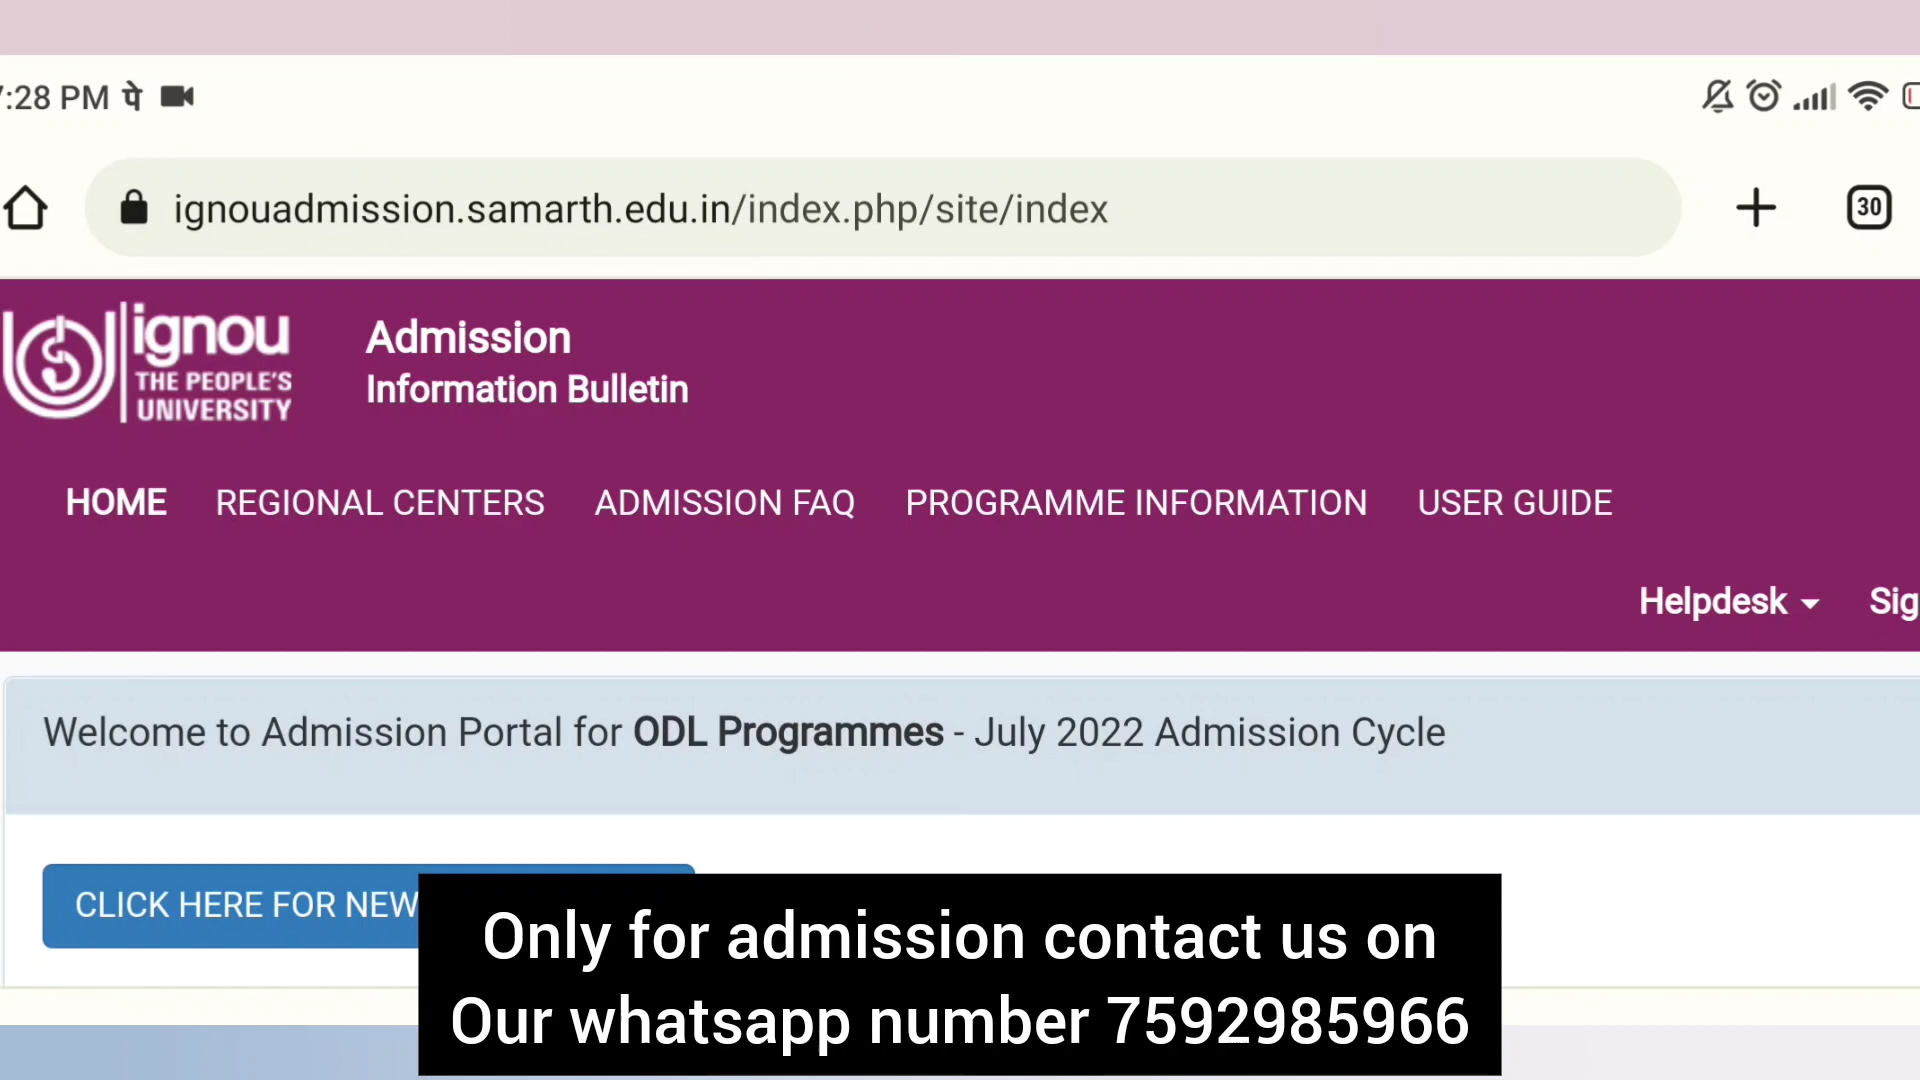 :28 PM पे
ignouadmission.samarth.edu.in/index.php/site/index
30
ignou
THE PEOPLE'S
UNIVERSITY
Admission
Information Bulletin
HOME REGIONAL CENTERS ADMISSION FAQ PROGRAMME INFORMATION USER GUIDE
Helpdesk Sig
Welcome to Admission Portal for ODL Programmes - July 2022 Admission Cycle
CLICK HERE FOR NEW
Only for admission contact us on
Our whatsapp number 7592985966